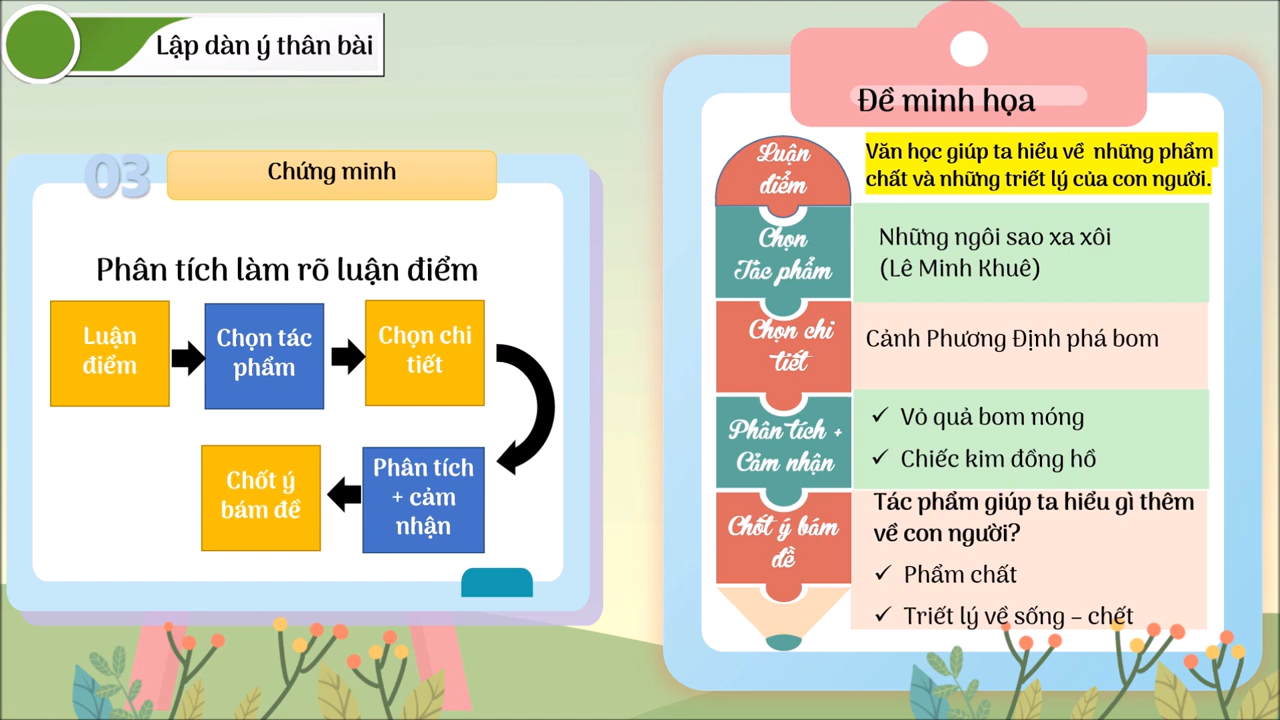 Lập dàn ý thân bài
03
Chứng minh
Phân tích làm rõ luận điểm
Luận
điểm
Chọn tác
phẩm
Chọn chi
tiết
Phân tích
+ cảm
nhận
Chốt ý
bám đề
Đề minh họa
Luận
điểm
Văn học giúp ta hiểu về những phẩm
chất và những triết lý của con người.
Chọn
Tác phẩm
Những ngôi sao xa xôi
(Lê Minh Khuê)
Chọn chi
tiết
Cảnh Phương Định phá bom
Phân tích +
Cảm nhận
✓ Vỏ quả bom nóng
✓ Chiếc kim đồng hồ
Chốt ý bám
đề
Tác phẩm giúp ta hiểu gì thêm
về con người?
✓ Phẩm chất
✓ Triết lý về sống – chết